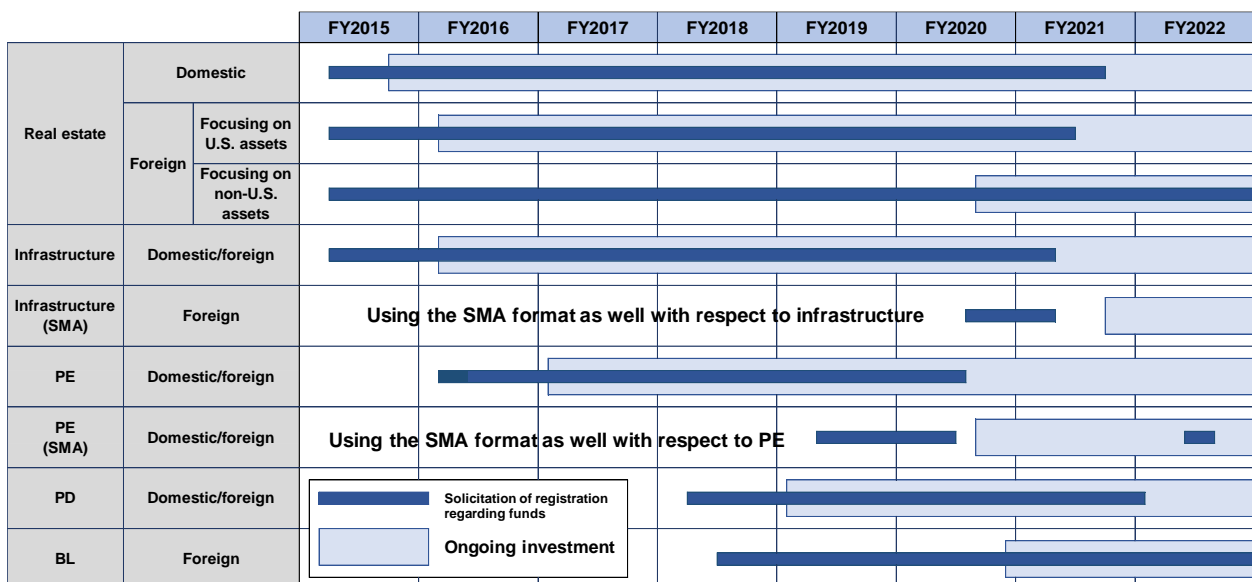 FY2015 FY2016 FY2017 FY2018 FY2019 FY2020 FY2021 FY2022
Real estate
Domestic
Foreign
Focusing on
U.S. assets
Focusing on
non-U.S.
assets
Infrastructure
Domestic/foreign
Infrastructure
(SMA)
Foreign
Using the SMA format as well with respect to infrastructure
PE
Domestic/foreign
PE
(SMA)
Domestic/foreign
Using the SMA format as well with respect to PE
PD
Domestic/foreign
BL
Foreign
Solicitation of registration
regarding funds
Ongoing investment